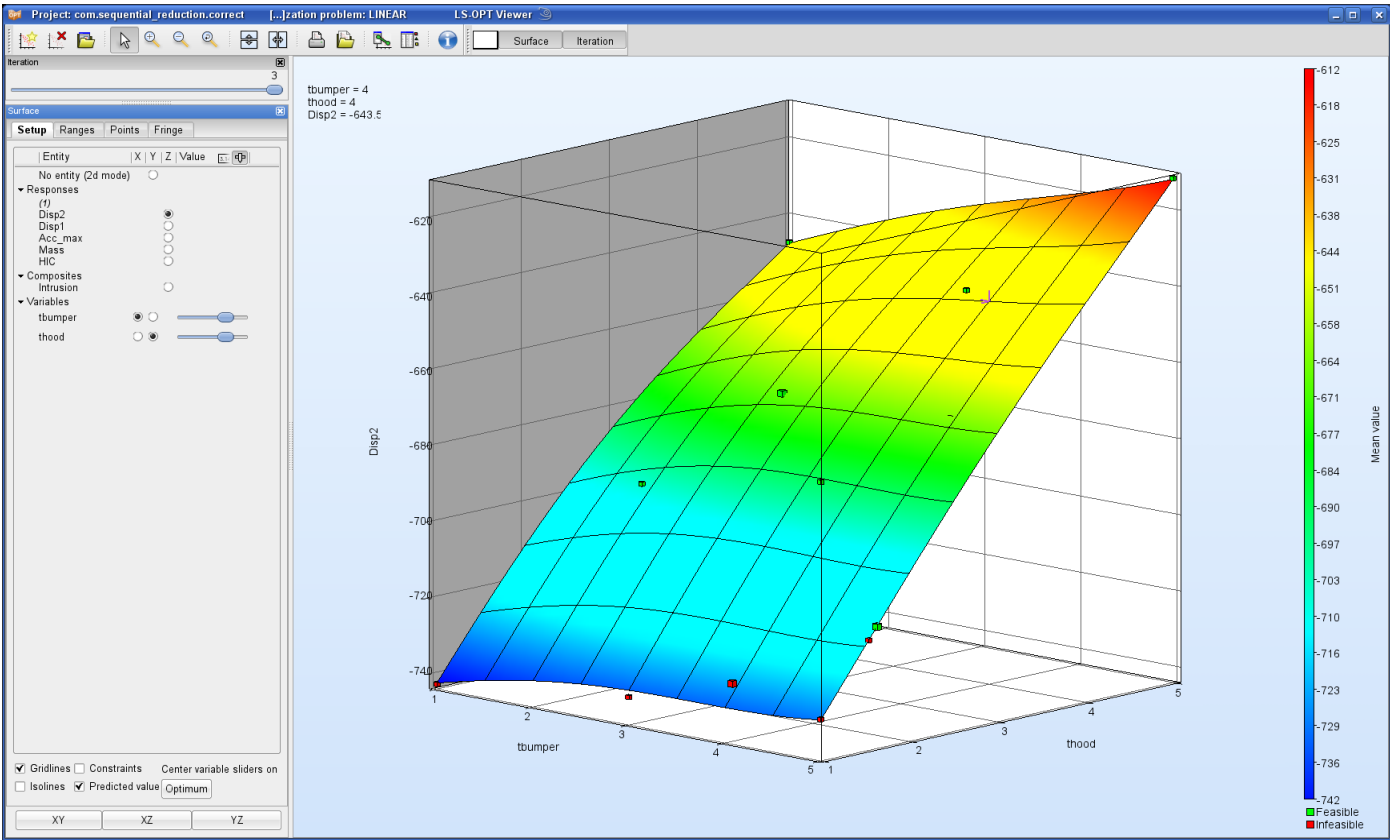 Project: com.sequential_reduction.correct [...]zation problem: LINEAR LS-OPT Viewer
Surface Iteration
Iteration
3
Surface
Setup Ranges Points Fringe
Entity X Y Z Value
No entity (2d mode)
Responses
(1)
Disp2
Disp1
Acc_max
Mass
HIC
Composites
Intrusion
Variables
tbumper
thood
Gridlines Constraints Center variable sliders on
Isolines Predicted value Optimum
XY XZ YZ
tbumper = 4
thood = 4
Disp2 = -643.5
-620
-640
-660
-680
-700
-720
-740
Disp2
1
2
3
4
5
tbumper
1
2
3
4
5
thood
-612
-618
-625
-631
-638
-644
-651
-658
-664
-671
-677
-684
-690
-697
-703
-710
-716
-723
-729
-736
-742
Mean value
Feasible
Infeasible